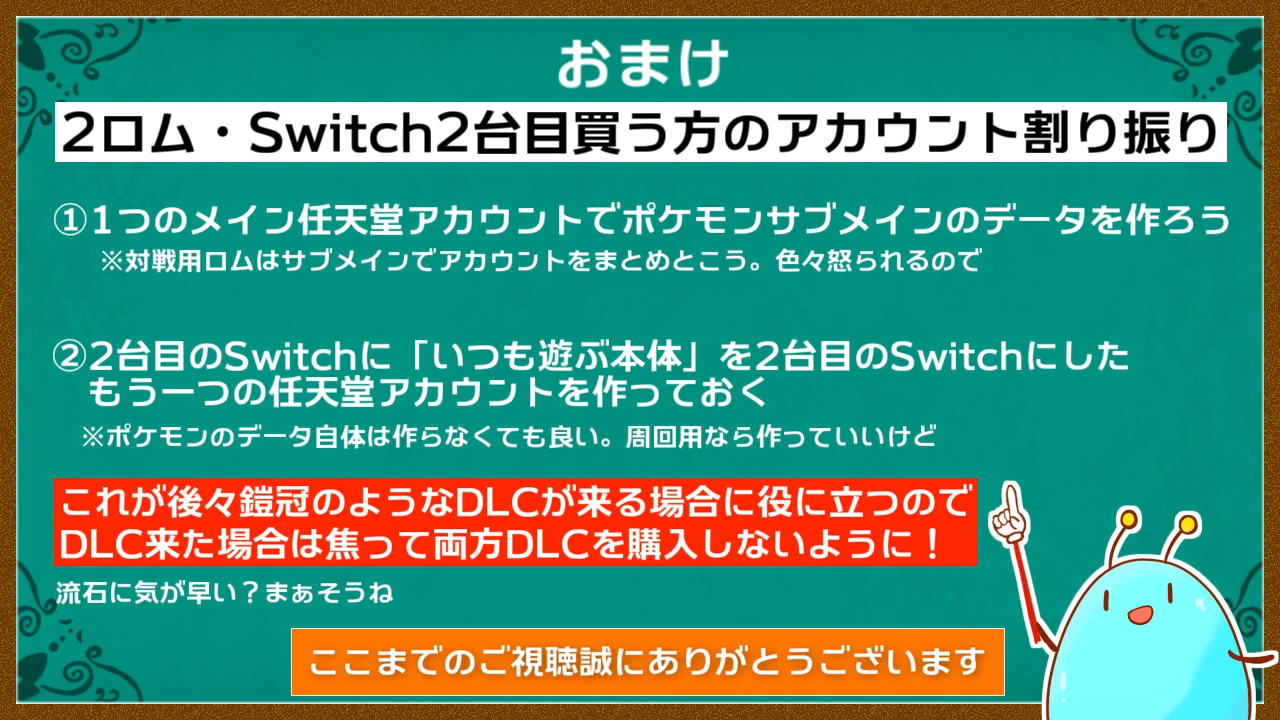 おまけ
2ロム・Switch2台目買う方のアカウント割り振り
①1つのメイン任天堂アカウントでポケモンサブメインのデータを作ろう
※対戦用ロムはサブメインでアカウントをまとめとこう。色々怒られるので
②2台目のSwitchに「いつも遊ぶ本体」を2台目のSwitchにした
もう一つの任天堂アカウントを作っておく
※ポケモンのデータ自体は作らなくても良い。周回用なら作っていいけど
これが後々鎧冠のようなDLCが来る場合に役に立つので
DLC来た場合は焦って両方DLCを購入しないように！
流石に気が早い？まぁそうね
ここまでのご視聴誠にありがとうございます